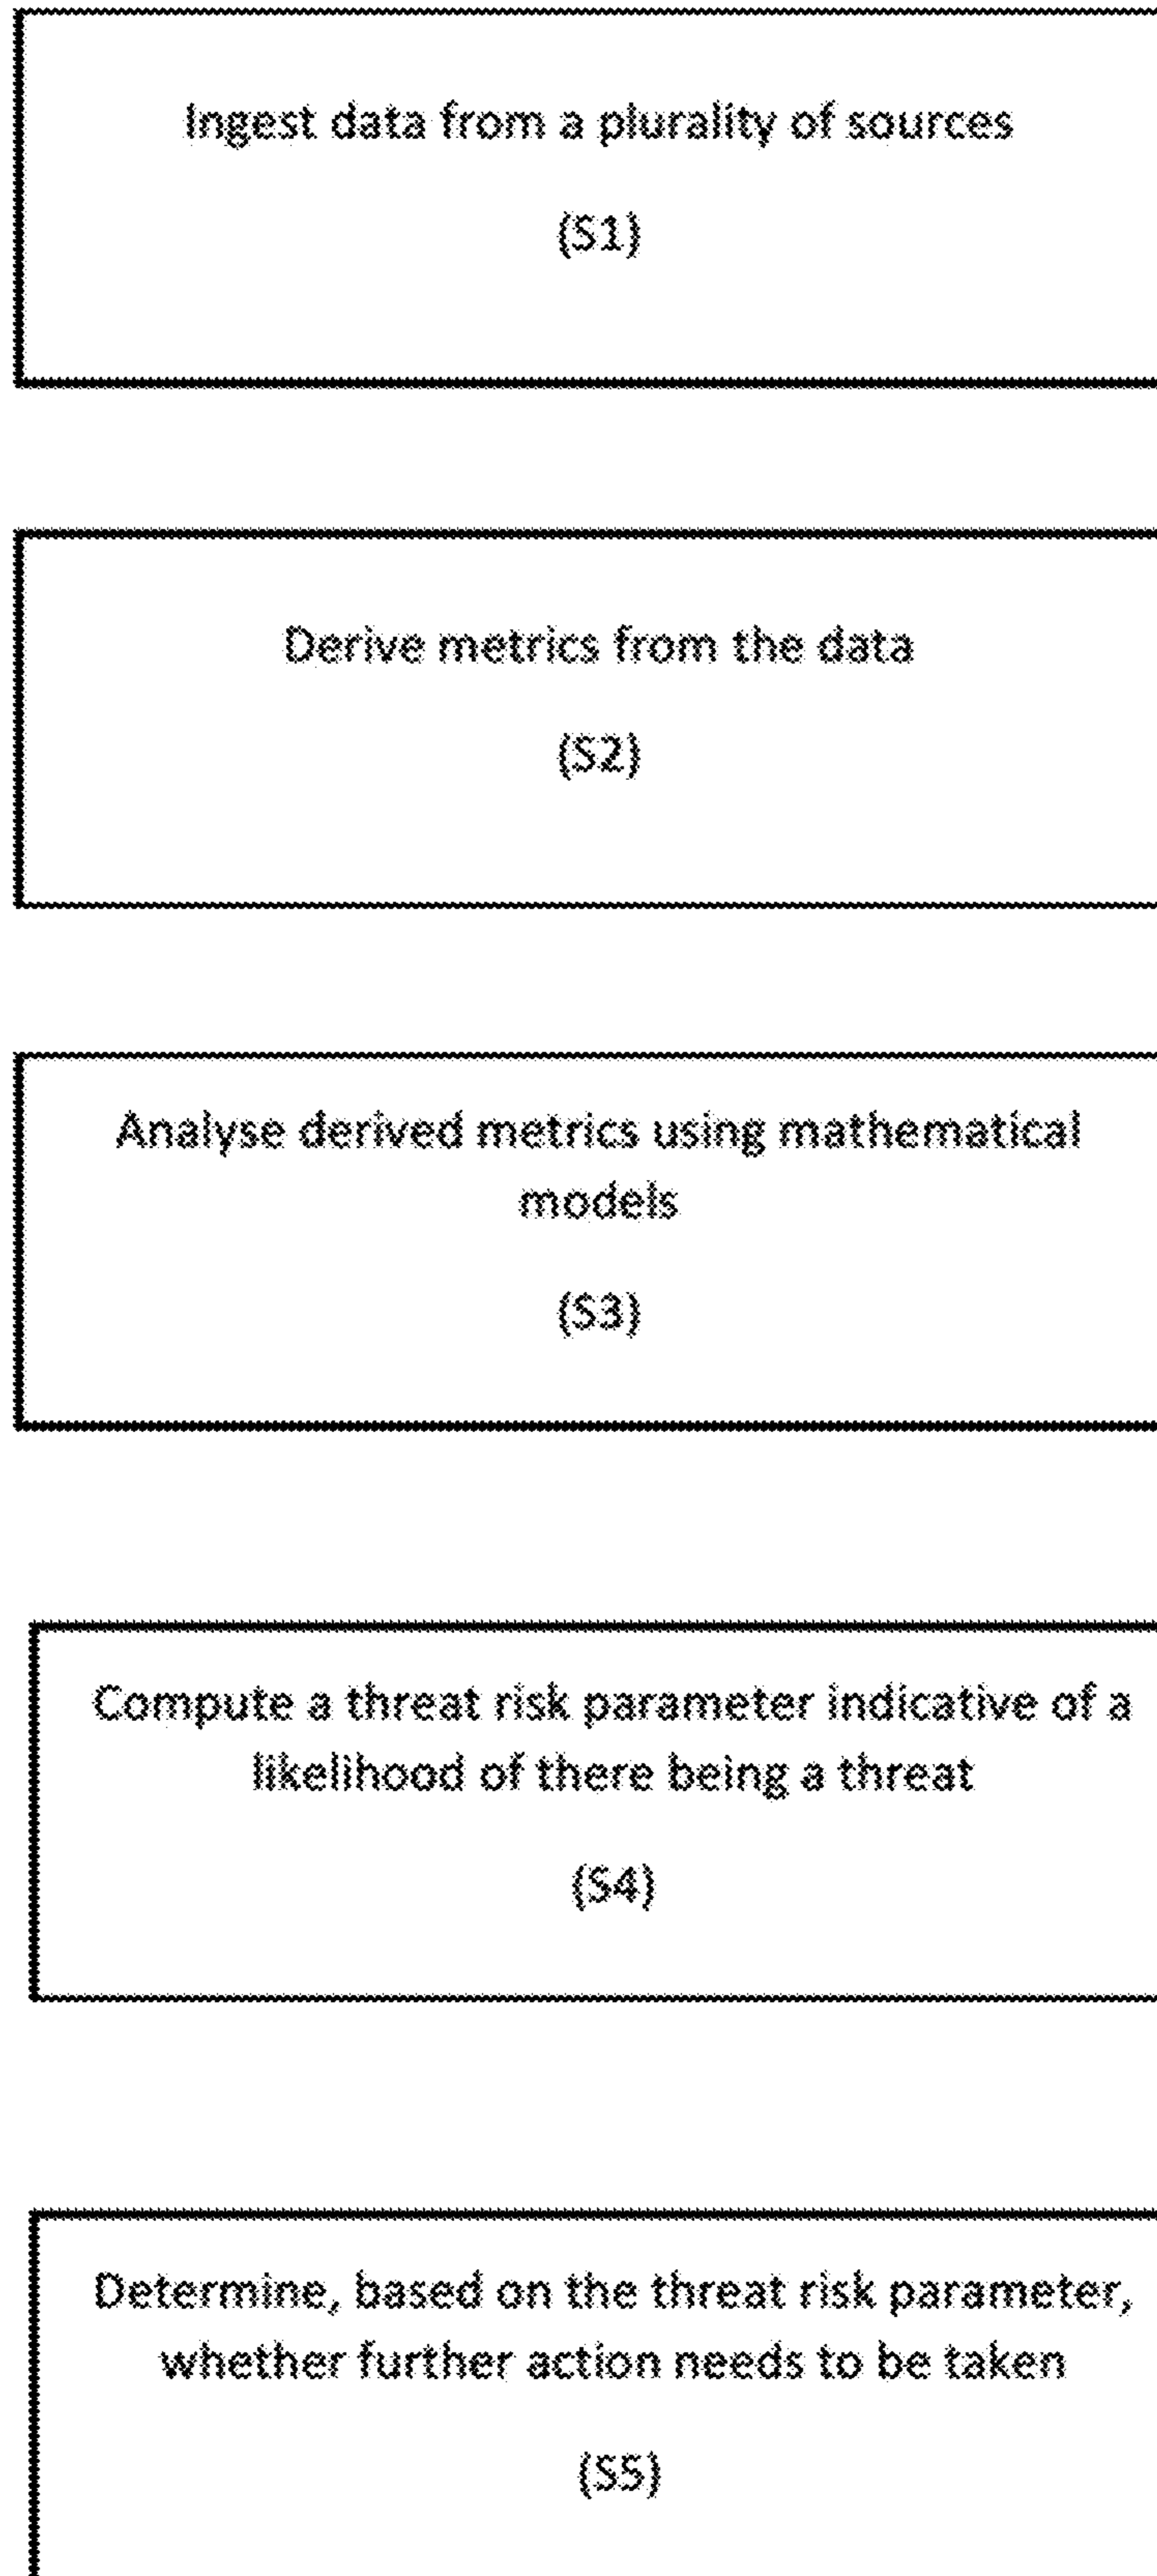 Ingest data from a plurality of sources
(S1)
Derive metrics from the data
(S2)
Analyse derived metrics using mathematical
models
(S3)
Compute a threat risk parameter indicative of a
likelihood of there being a threat
(S4)
Determine, based on the threat risk parameter,
whether further action needs to be taken
(S5)